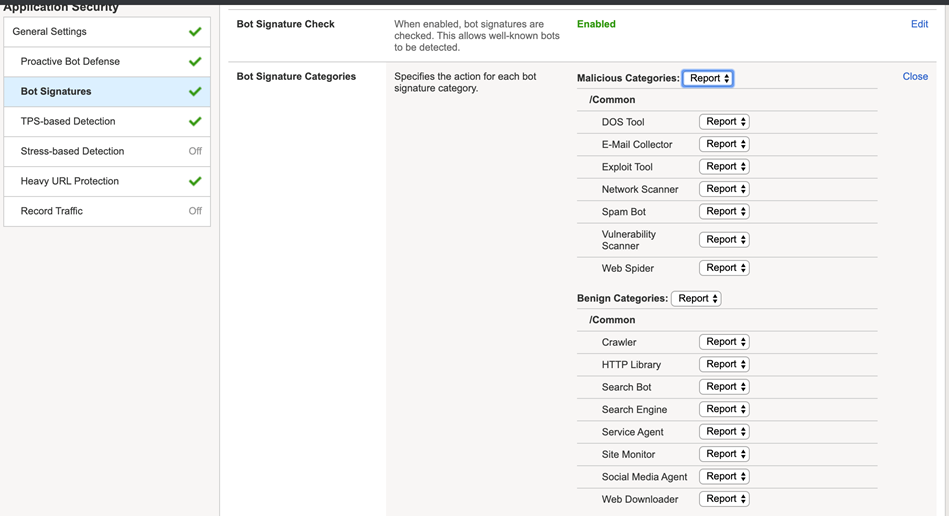 Application Security
General Settings
Proactive Bot Defense
Bot Signatures
TPS-based Detection
Stress-based Detection Off
Heavy URL Protection
Record Traffic Off
Bot Signature Check
When enabled, bot signatures are
checked. This allows well-known bots
to be detected.
Enabled
Edit
Bot Signature Categories
Specifies the action for each bot
signature category.
Close
Malicious Categories: Report
/Common
DOS Tool Report
E-Mail Collector Report
Exploit Tool Report
Network Scanner Report
Spam Bot Report
Vulnerability
Scanner Report
Web Spider Report
Benign Categories: Report
/Common
Crawler Report
HTTP Library Report
Search Bot Report
Search Engine Report
Service Agent Report
Site Monitor Report
Social Media Agent Report
Web Downloader Report